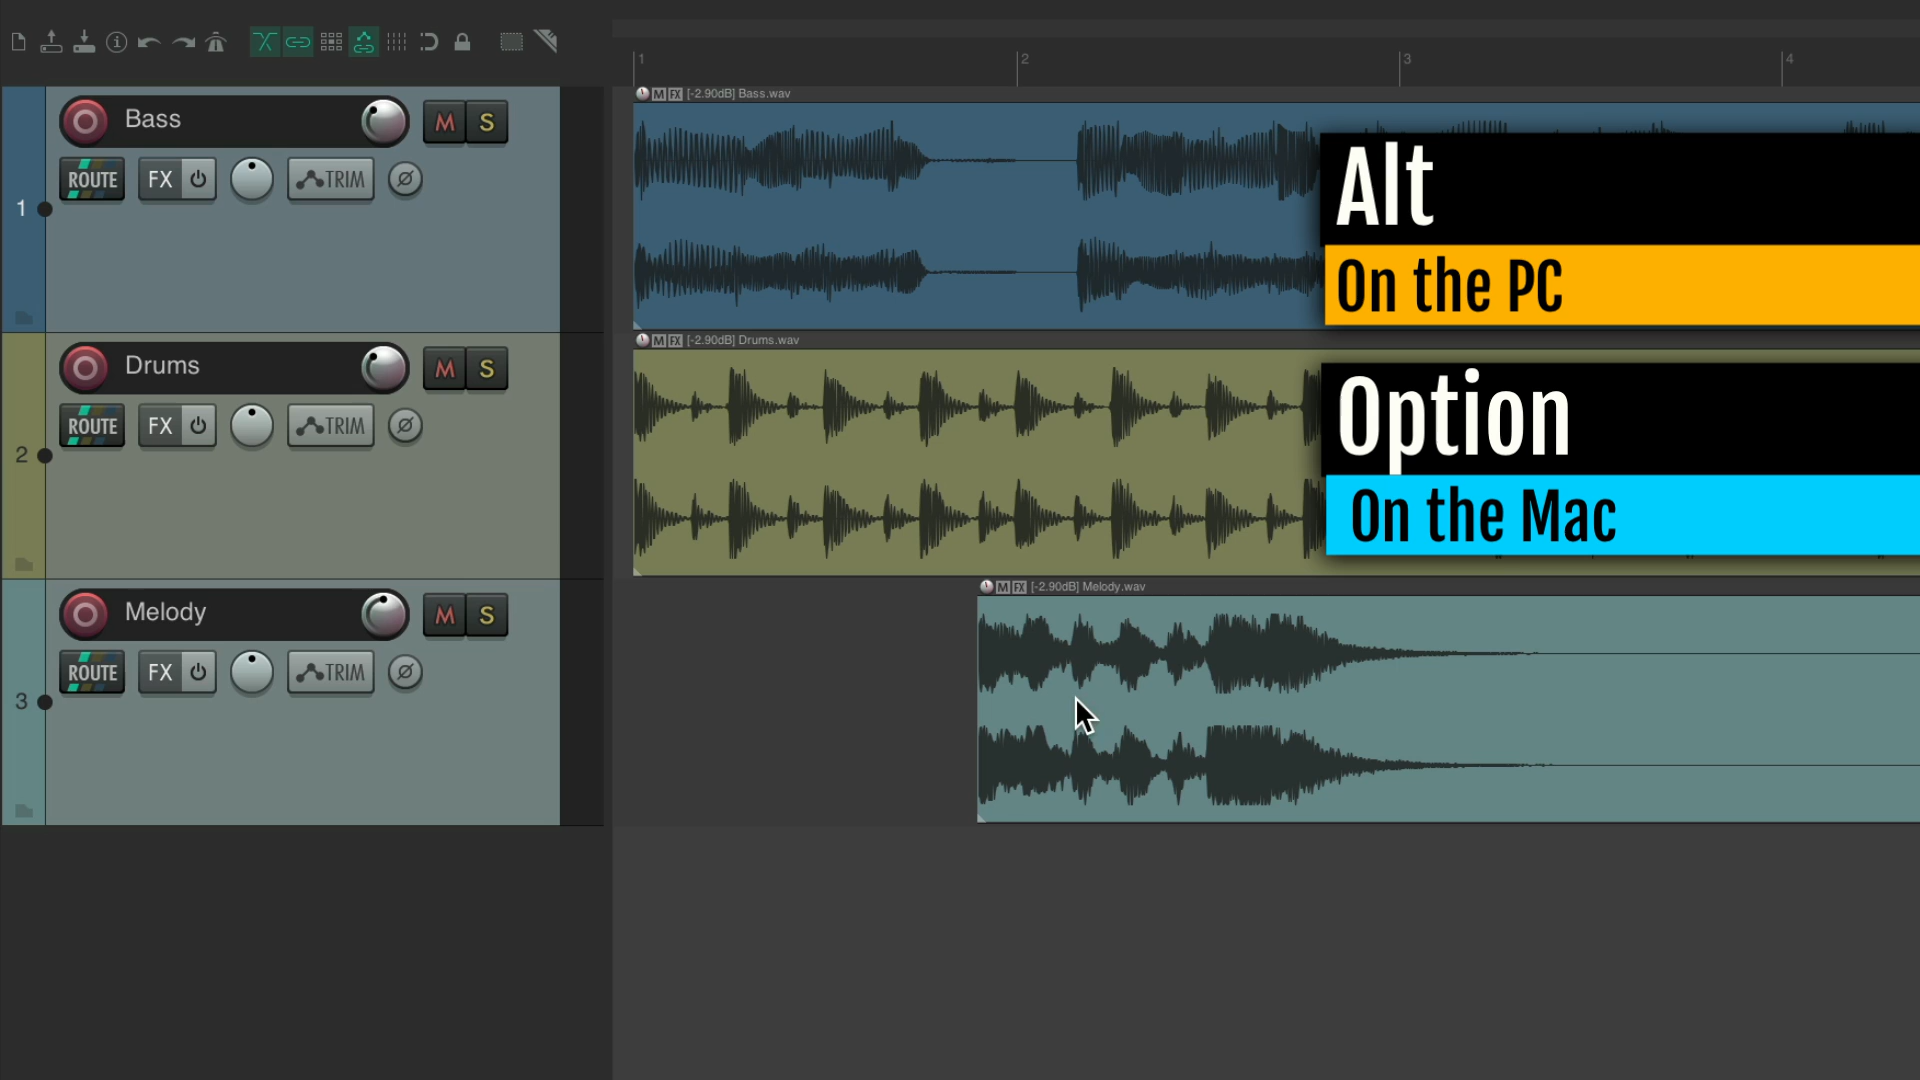 1
2
3
4
Bass
M
S
M FX [-2.90dB] Bass.wav
Alt
On the PC
ROUTE
FX
TRIM
1
Drums
M
S
M FX [-2.90dB] Drums.wav
Option
On the Mac
ROUTE
FX
TRIM
2
Melody
M
S
M FX [-2.90dB] Melody.wav
ROUTE
FX
TRIM
3